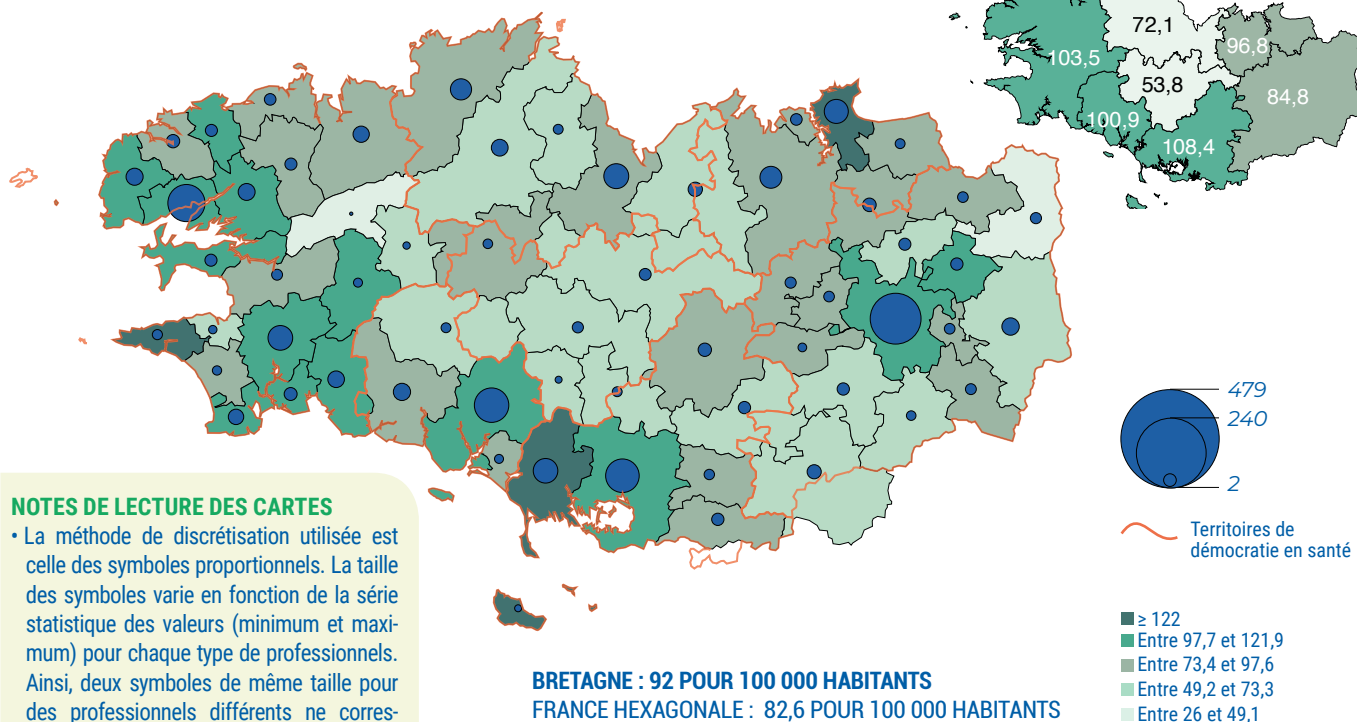 72,1
96,8
103,5
53,8
84,8
100,9
108,4
479
240
2
Territoires de
démocratie en santé
NOTES DE LECTURE DES CARTES
• La méthode de discrétisation utilisée est
celle des symboles proportionnels. La taille
des symboles varie en fonction de la série
statistique des valeurs (minimum et maxi-
mum) pour chaque type de professionnels.
Ainsi, deux symboles de même taille pour
des professionnels différents ne corres-
≥ 122
Entre 97,7 et 121,9
Entre 73,4 et 97,6
Entre 49,2 et 73,3
Entre 26 et 49,1
BRETAGNE : 92 POUR 100 000 HABITANTS
FRANCE HEXAGONALE : 82,6 POUR 100 000 HABITANTS